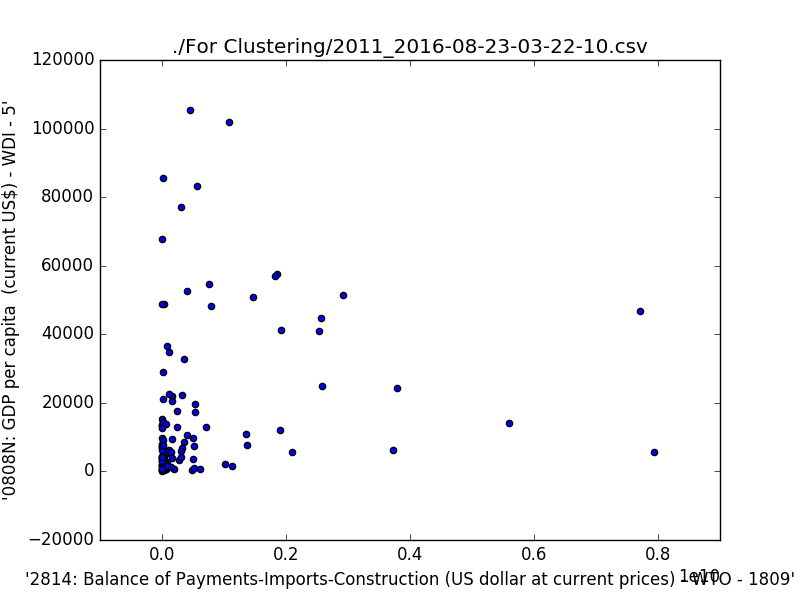 ./For Clustering/2011_2016-08-23-03-22-10.csv
120000
100000
80000
60000
40000
20000
0
−20000
'0808N: GDP per capita  (current US$) - WDI - 5'
0.0 0.2 0.4 0.6 0.8
1e10
'2814: Balance of Payments-Imports-Construction (US dollar at current prices) - WTO - 1809'